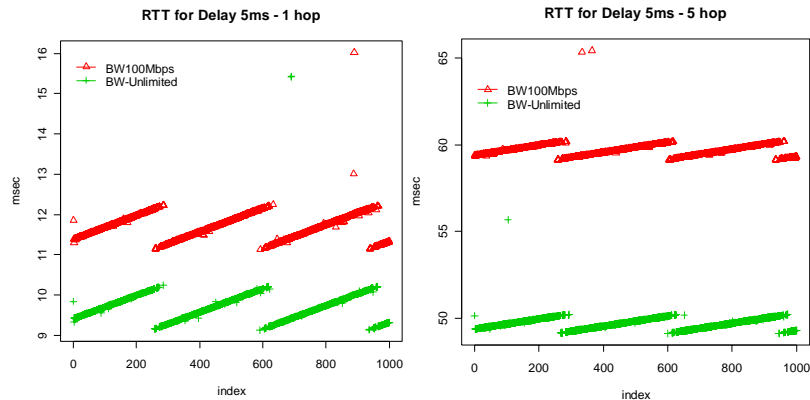 RTT for Delay 5ms - 1 hop
16
15
14
13
12
11
10
9
msec
BW100Mbps
BW-Unlimited
0
200
400
600
800
1000
index
RTT for Delay 5ms - 5 hop
65
60
55
50
msec
BW100Mbps
BW-Unlimited
0
200
400
600
800
1000
index